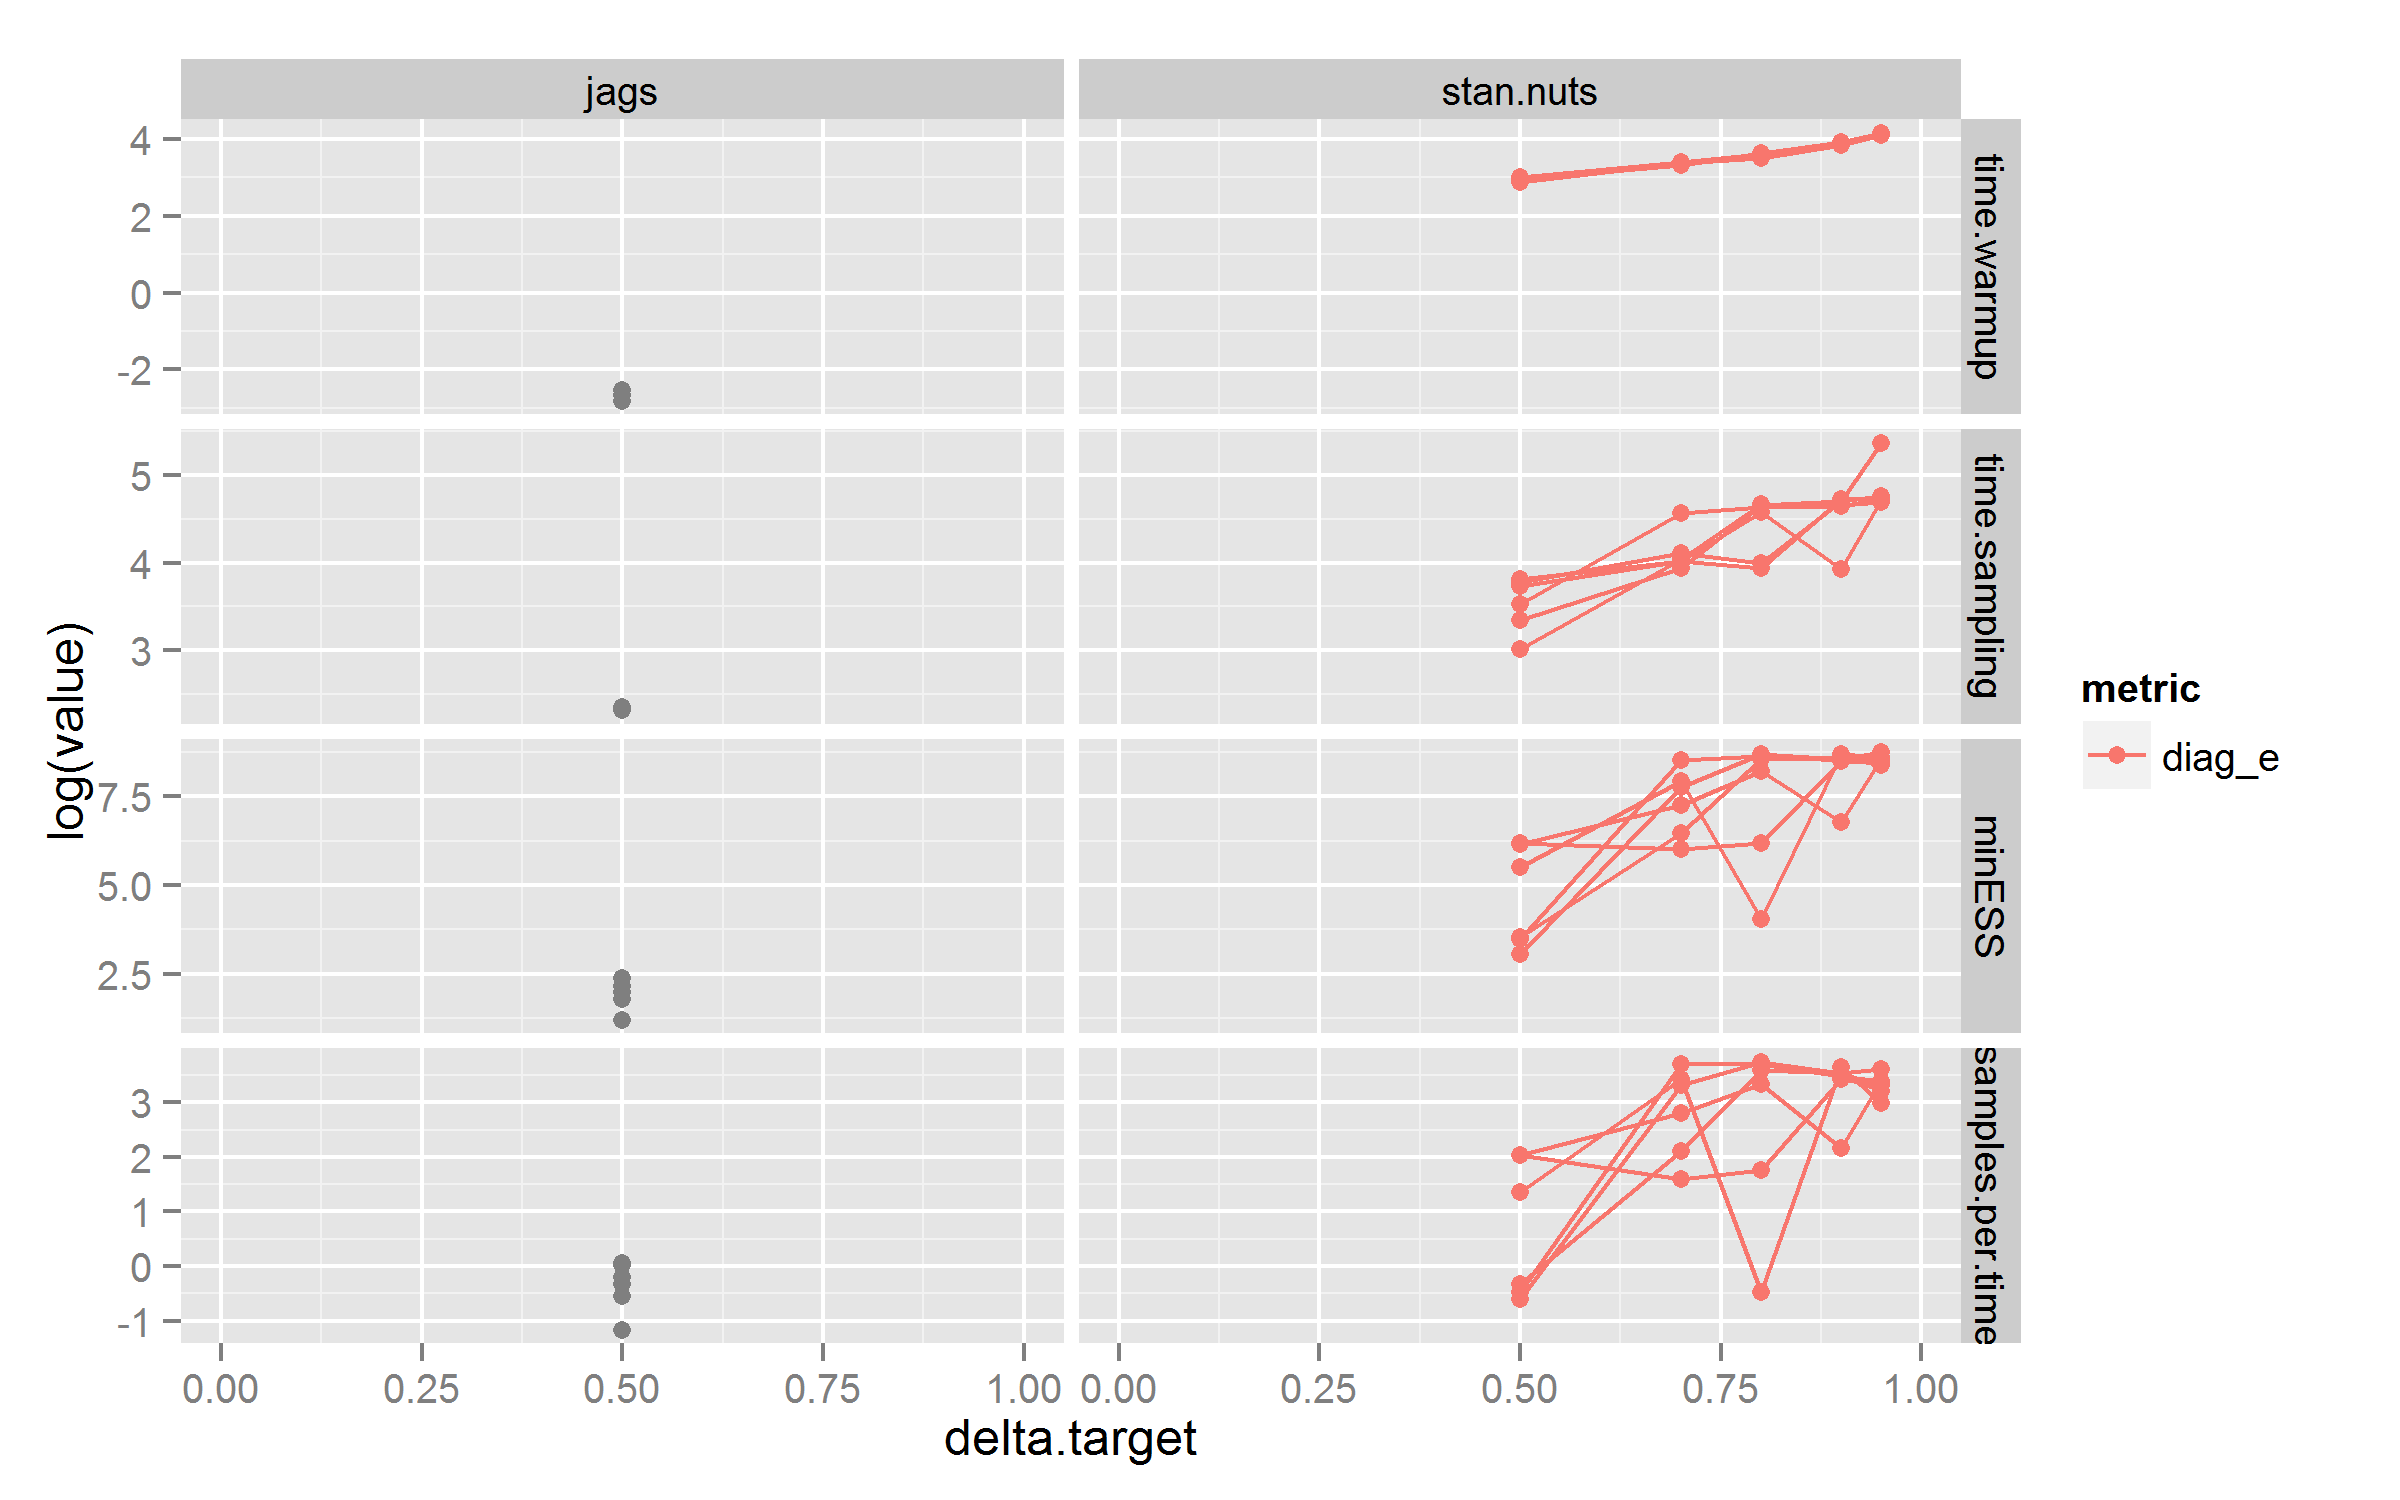 jags
stan.nuts
4
2
0
-2
time.warmup
5
4
3
time.sampling
7.5
5.0
2.5
minESS
3
2
1
0
-1
samples.per.time
0.00 0.25 0.50 0.75 1.00
0.00 0.25 0.50 0.75 1.00
delta.target
log(value)
metric
diag_e